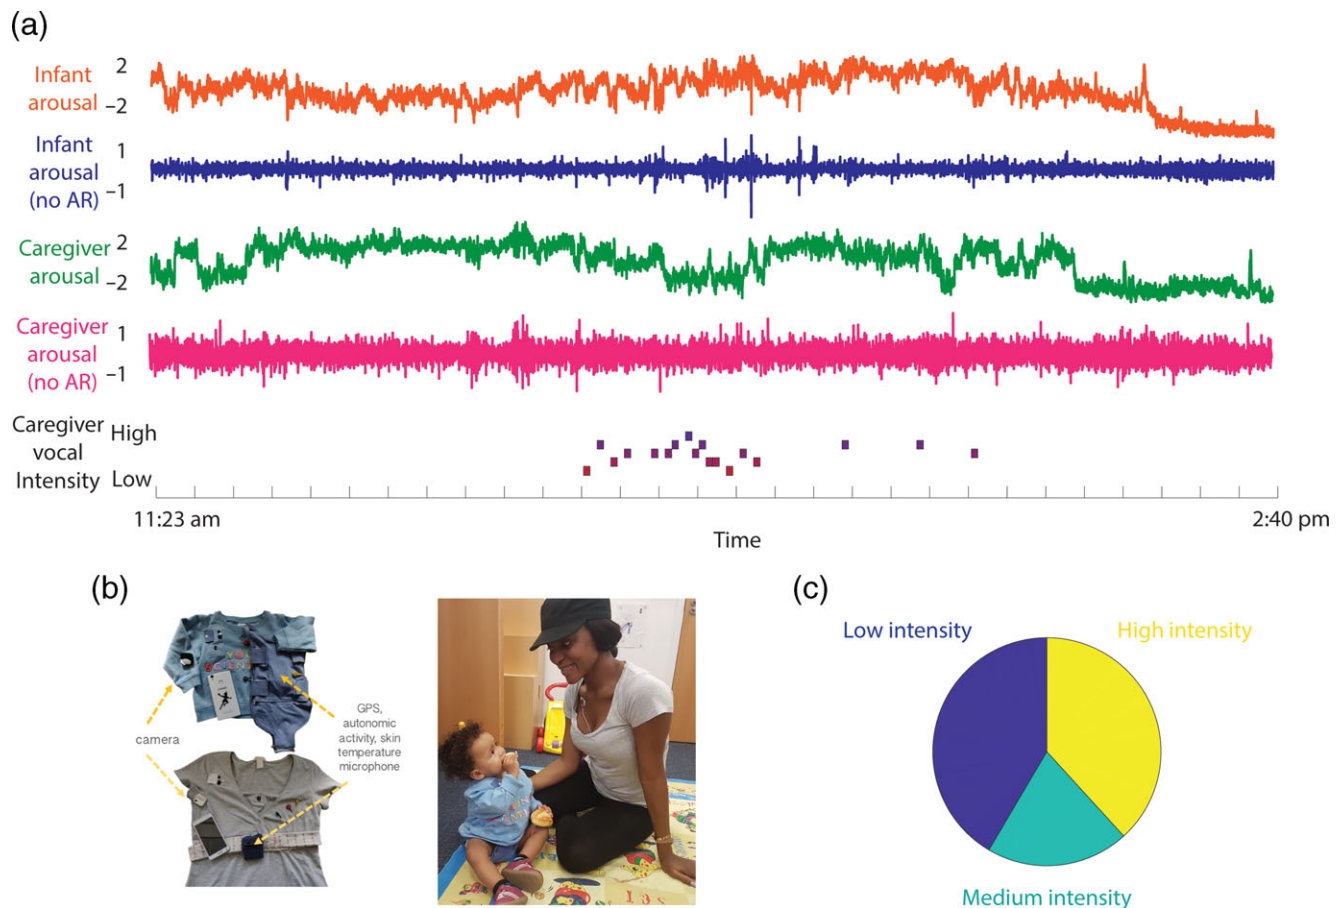 (a)
Infant
arousal
2
–2
Infant
arousal
(no AR)
1
–1
Caregiver
arousal
2
–2
Caregiver
arousal
(no AR)
1
–1
Caregiver
vocal
Intensity
High
Low
11:23 am
2:40 pm
Time
(b)
camera
GPS,
autonomic
activity, skin
temperature
microphone
(c)
Low intensity
High intensity
Medium intensity